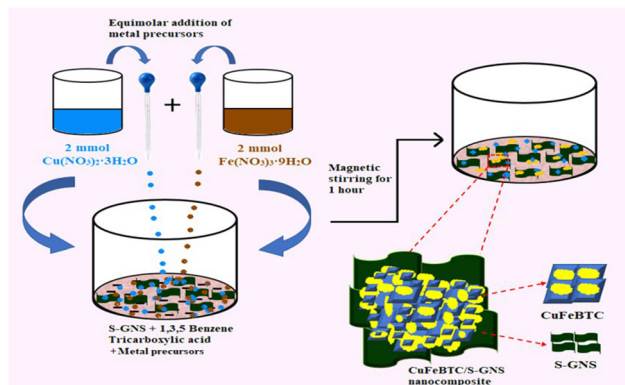 Equimolar addition of
metal precursors
+
2 mmol
Cu(NO₃)₂·3H₂O
2 mmol
Fe(NO₃)₃·9H₂O
Magnetic
stirring for
1 hour
S-GNS + 1,3,5 Benzene
Tricarboxylic acid
+Metal precursors
CuFeBTC
S-GNS
CuFeBTC/S-GNS
nanocomposite